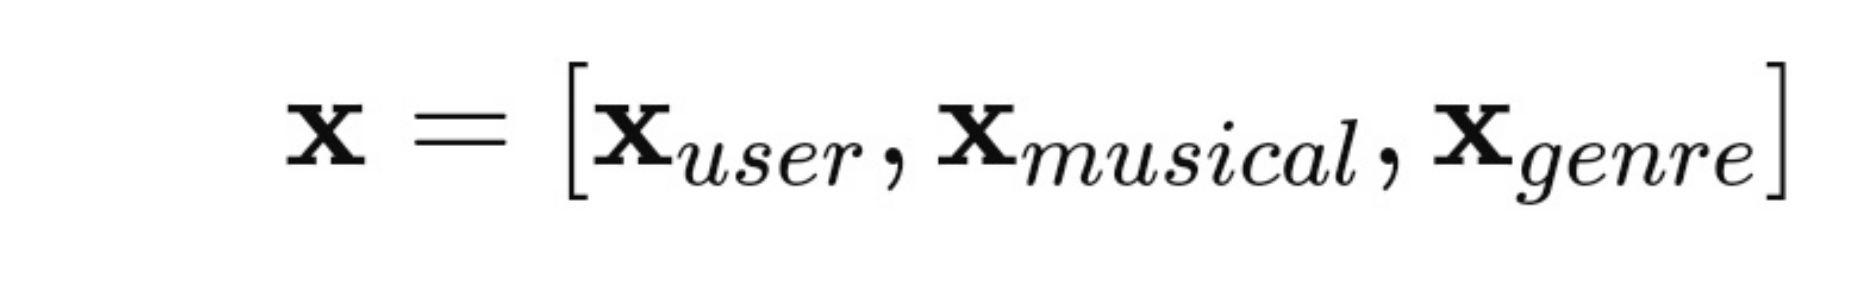 𝐱 = [𝐱_{user}, 𝐱_{musical}, 𝐱_{genre}]